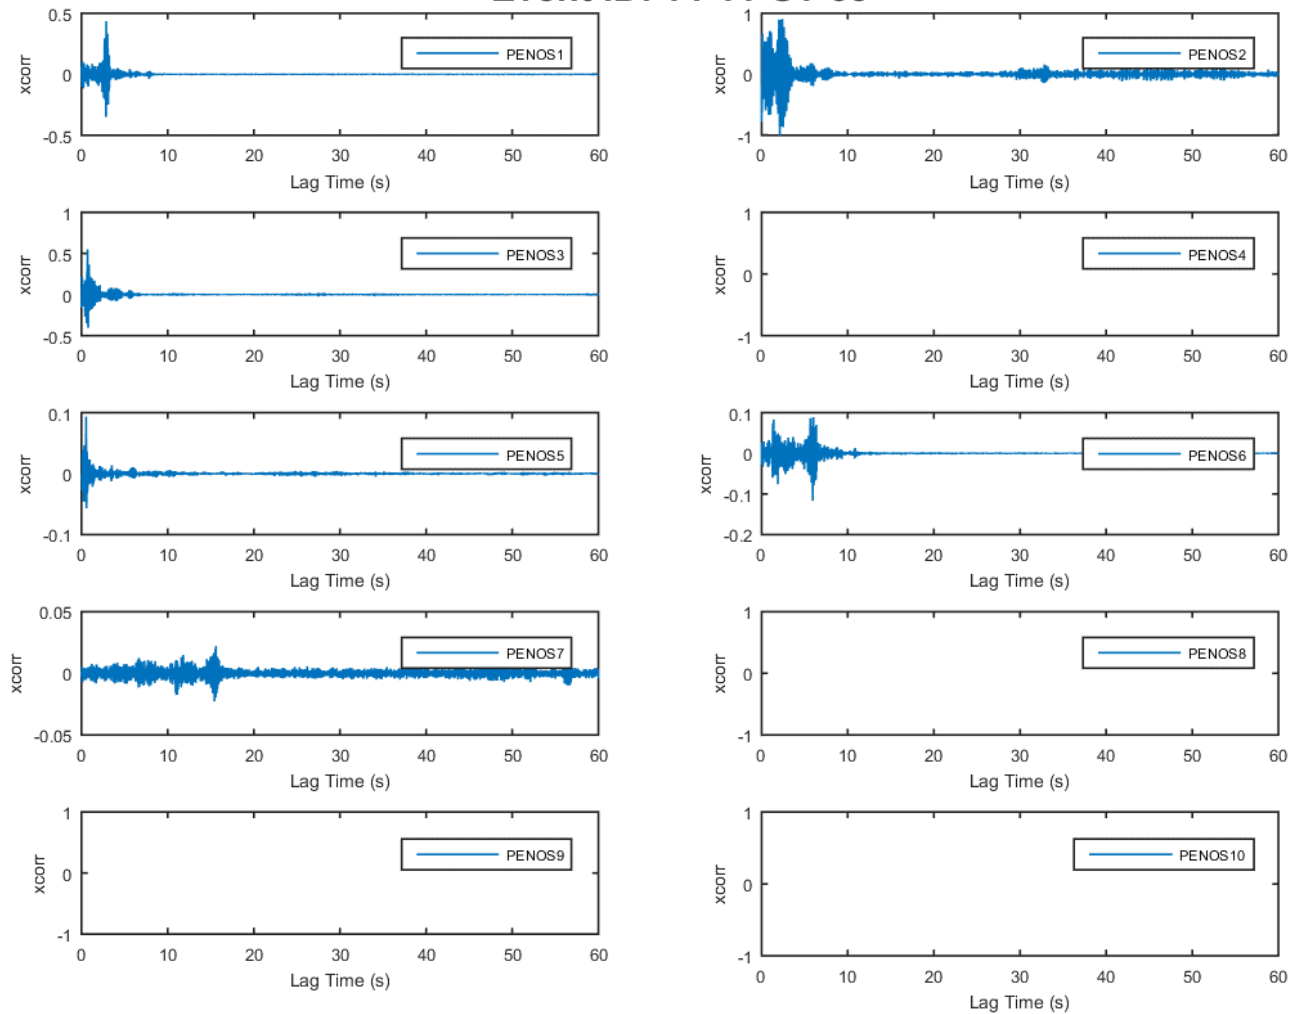 0.5
0
-0.5
xcorr
PENOS1
0 10 20 30 40 50 60
Lag Time (s)
1
0
-1
xcorr
PENOS2
0 10 20 30 40 50 60
Lag Time (s)
1
0.5
0
-0.5
xcorr
PENOS3
0 10 20 30 40 50 60
Lag Time (s)
1
0
-1
xcorr
PENOS4
0 10 20 30 40 50 60
Lag Time (s)
0.1
0
-0.1
xcorr
PENOS5
0 10 20 30 40 50 60
Lag Time (s)
0.1
0
-0.1
-0.2
xcorr
PENOS6
0 10 20 30 40 50 60
Lag Time (s)
0.05
0
-0.05
xcorr
PENOS7
0 10 20 30 40 50 60
Lag Time (s)
1
0
-1
xcorr
PENOS8
0 10 20 30 40 50 60
Lag Time (s)
1
0
-1
xcorr
PENOS9
0 10 20 30 40 50 60
Lag Time (s)
1
0
-1
xcorr
PENOS10
0 10 20 30 40 50 60
Lag Time (s)